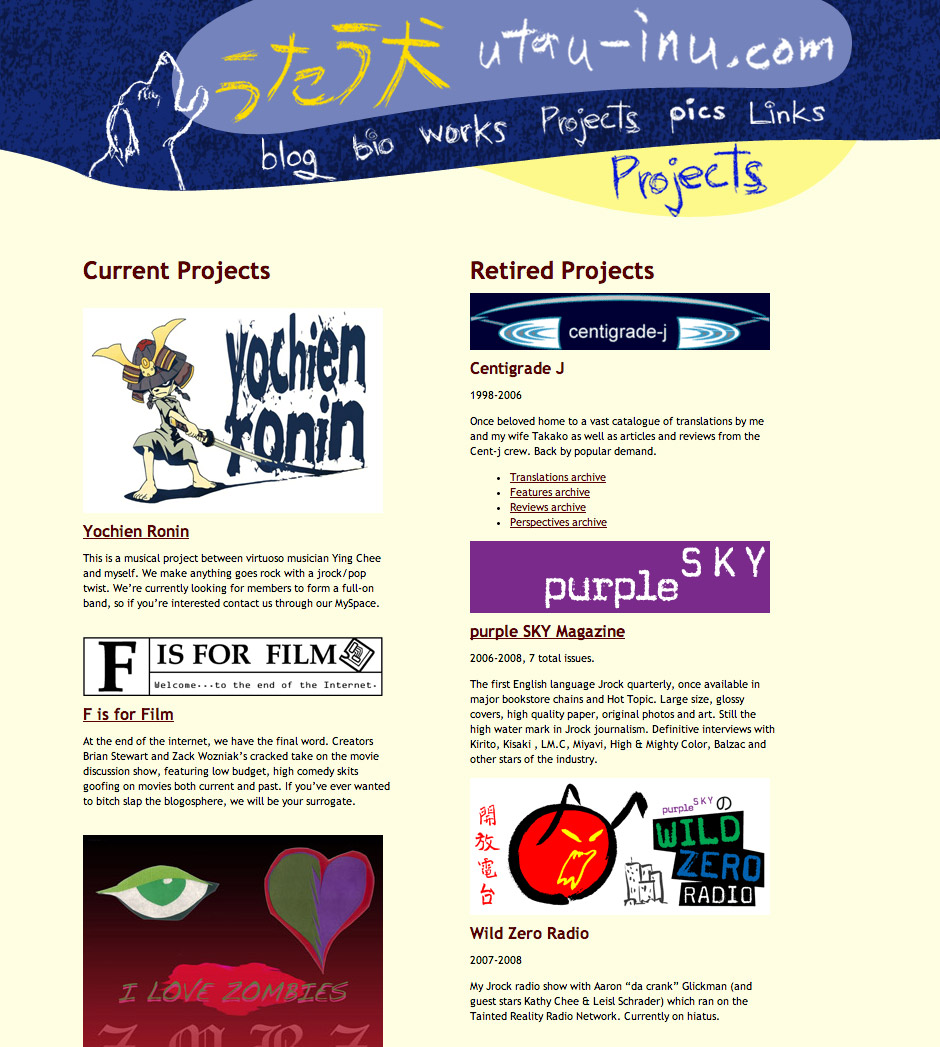 うたう犬 utau-inu.com
blog bio works Projects pics Links
Projects
Current Projects
yochien
ronin
Yochien Ronin
This is a musical project between virtuoso musician Ying Chee
and myself. We make anything goes rock with a jrock/pop
twist. We're currently looking for members to form a full-on
band, so if you're interested contact us through our MySpace.
F IS FOR FILM
Welcome...to the end of the Internet.
F is for Film
At the end of the internet, we have the final word. Creators
Brian Stewart and Zack Wozniak's cracked take on the movie
discussion show, featuring low budget, high comedy skits
goofing on movies both current and past. If you've ever wanted
to bitch slap the blogosphere, we will be your surrogate.
I LOVE ZOMBIES
Retired Projects
centigrade-j
Centigrade J
1998-2006
Once beloved home to a vast catalogue of translations by me
and my wife Takako as well as articles and reviews from the
Cent-j crew. Back by popular demand.
Translations archive
Features archive
Reviews archive
Perspectives archive
purple SKY
purple SKY Magazine
2006-2008, 7 total issues.
The first English language Jrock quarterly, once available in
major bookstore chains and Hot Topic. Large size, glossy
covers, high quality paper, original photos and art. Still the
high water mark in Jrock journalism. Definitive interviews with
Kirito, Kisaki , LM.C, Miyavi, High & Mighty Color, Balzac and
other stars of the industry.
開放電台
purple SKYの
WILD
ZERO
RADIO
Wild Zero Radio
2007-2008
My Jrock radio show with Aaron “da crank” Glickman (and
guest stars Kathy Chee & Leisl Schrader) which ran on the
Tainted Reality Radio Network. Currently on hiatus.